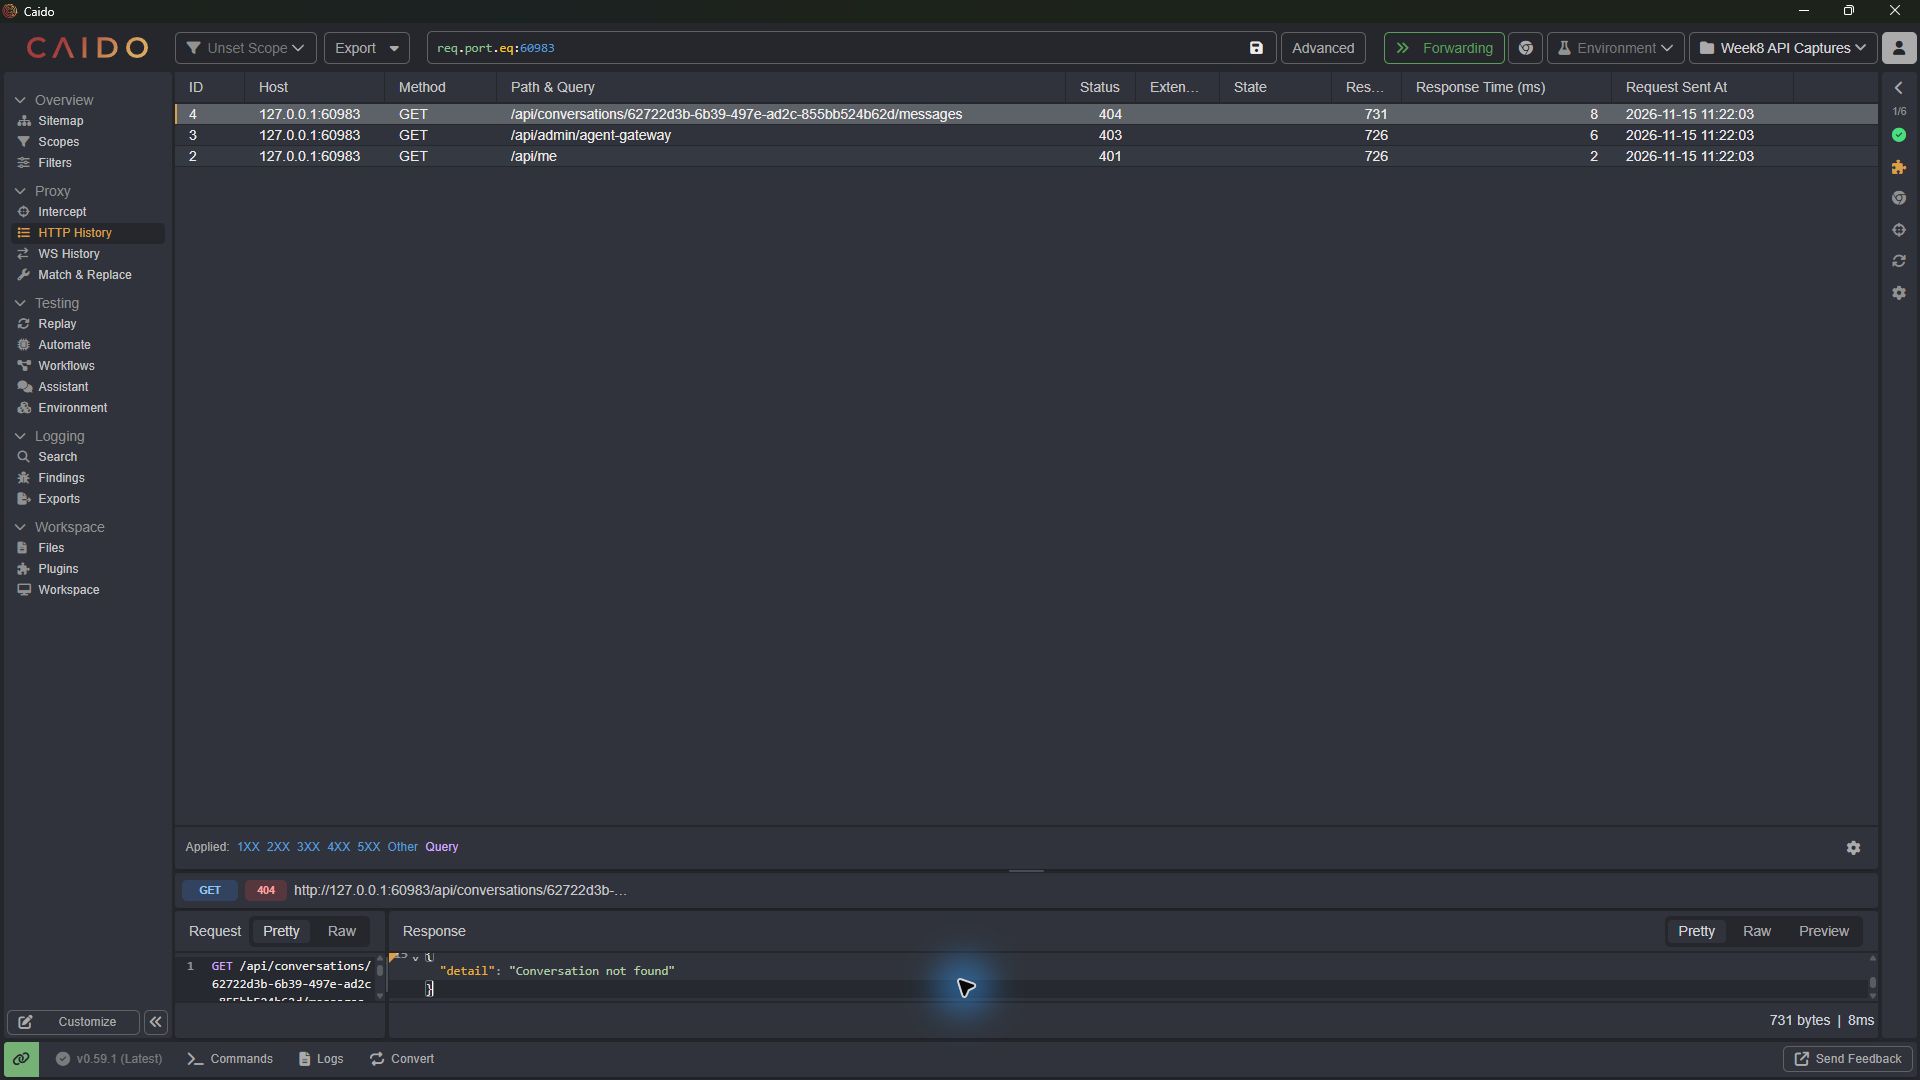 Caido
CAIDO
Unset Scope
Export
req.port.eq:60983
Advanced
Forwarding
Environment
Week8 API Captures
ID Host Method Path & Query Status Exten... State Res... Response Time (ms) Request Sent At
4 127.0.0.1:60983 GET /api/conversations/62722d3b-6b39-497e-ad2c-855bb524b62d/messages 404 731 8 2026-11-15 11:22:03
3 127.0.0.1:60983 GET /api/admin/agent-gateway 403 726 6 2026-11-15 11:22:03
2 127.0.0.1:60983 GET /api/me 401 726 2 2026-11-15 11:22:03
1/6
Overview
Sitemap
Scopes
Filters
Proxy
Intercept
HTTP History
WS History
Match & Replace
Testing
Replay
Automate
Workflows
Assistant
Environment
Logging
Search
Findings
Exports
Workspace
Files
Plugins
Workspace
Applied: 1XX 2XX 3XX 4XX 5XX Other Query
GET 404 http://127.0.0.1:60983/api/conversations/62722d3b-...
Request Pretty Raw
Response Pretty Raw Preview
1 GET /api/conversations/
62722d3b-6b39-497e-ad2c
{
"detail": "Conversation not found"
}
731 bytes | 8ms
Customize
v0.59.1 (Latest)
Commands
Logs
Convert
Send Feedback